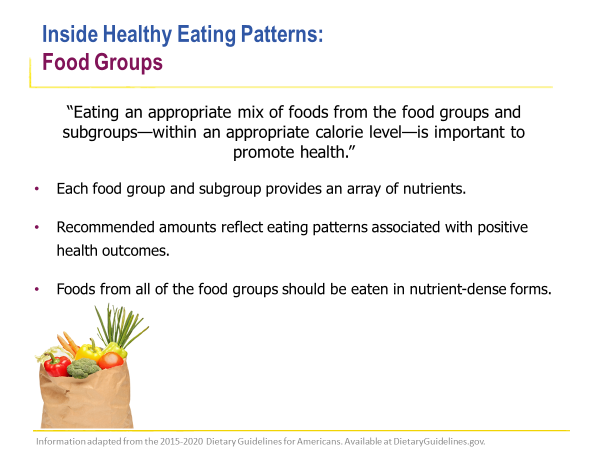 Inside Healthy Eating Patterns:
Food Groups
“Eating an appropriate mix of foods from the food groups and
subgroups—within an appropriate calorie level—is important to
promote health.”
• Each food group and subgroup provides an array of nutrients.
• Recommended amounts reflect eating patterns associated with positive
health outcomes.
• Foods from all of the food groups should be eaten in nutrient-dense forms.
Information adapted from the 2015-2020 Dietary Guidelines for Americans. Available at DietaryGuidelines.gov.